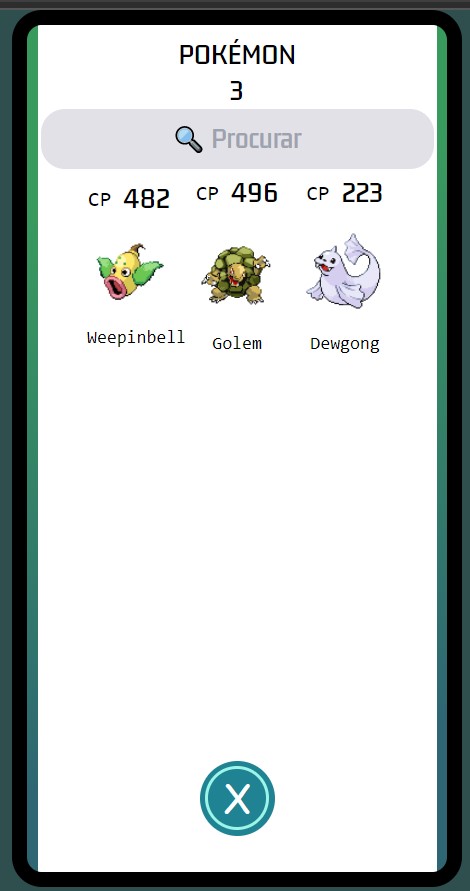 POKÉMON
3
Procurar
CP 482 CP 496 CP 223
Weepinbell Golem Dewgong
X